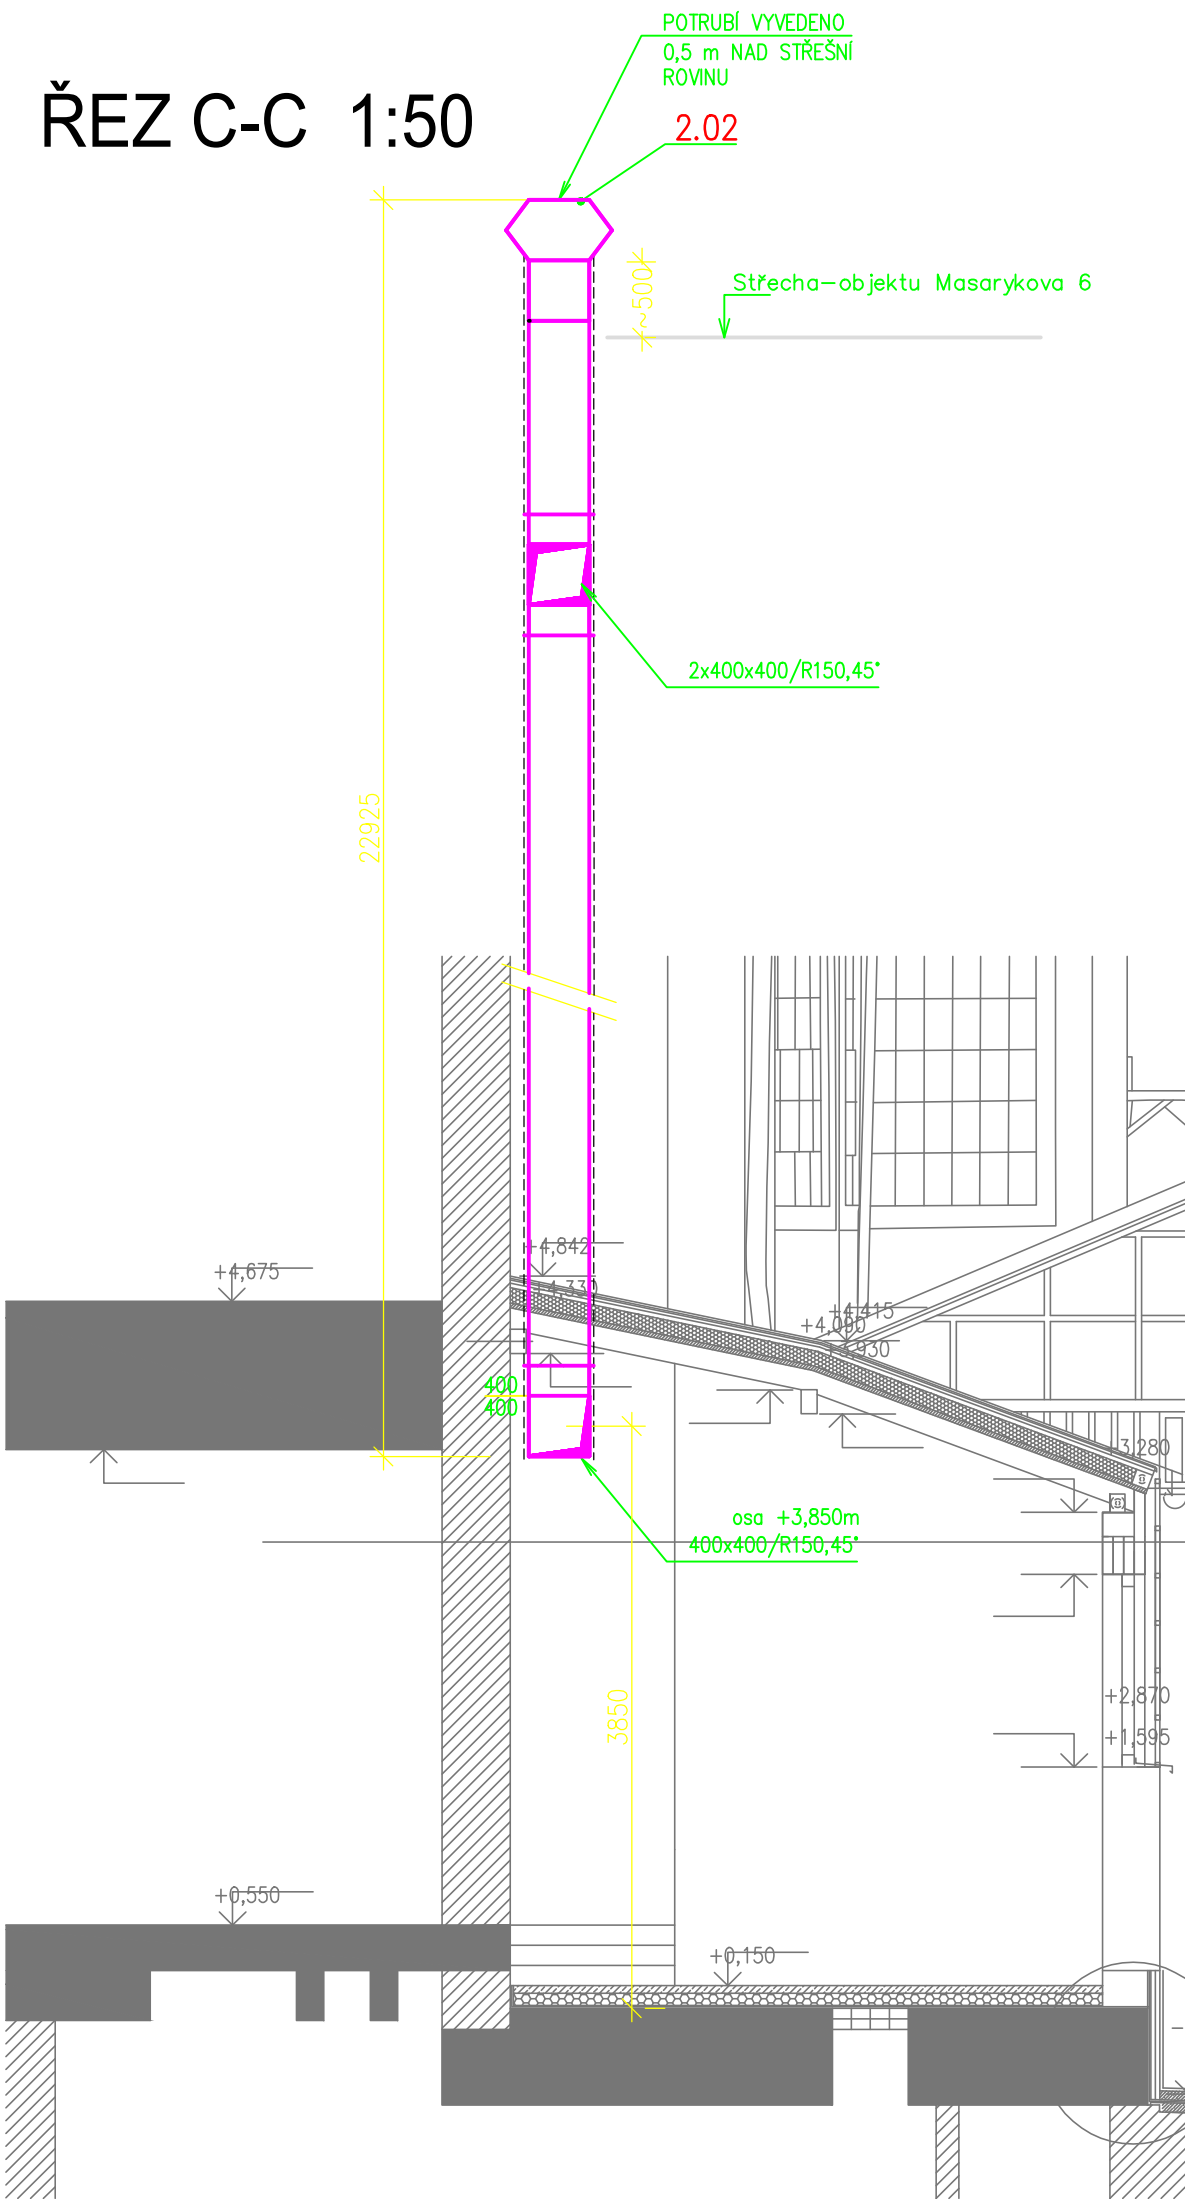 POTRUBÍ VYVEDENO
0,5 m NAD STŘEŠNÍ
ROVINU
ŘEZ C-C 1:50
2.02
~500
Střecha-objektu Masarykova 6
2x400x400/R150,45°
22925
+4,842
+4,675
+4,415
+4,090
400
400
+3,280
osa +3,850m
400x400/R150,45°
3850
+2,870
+1,595
+0,550
+0,150